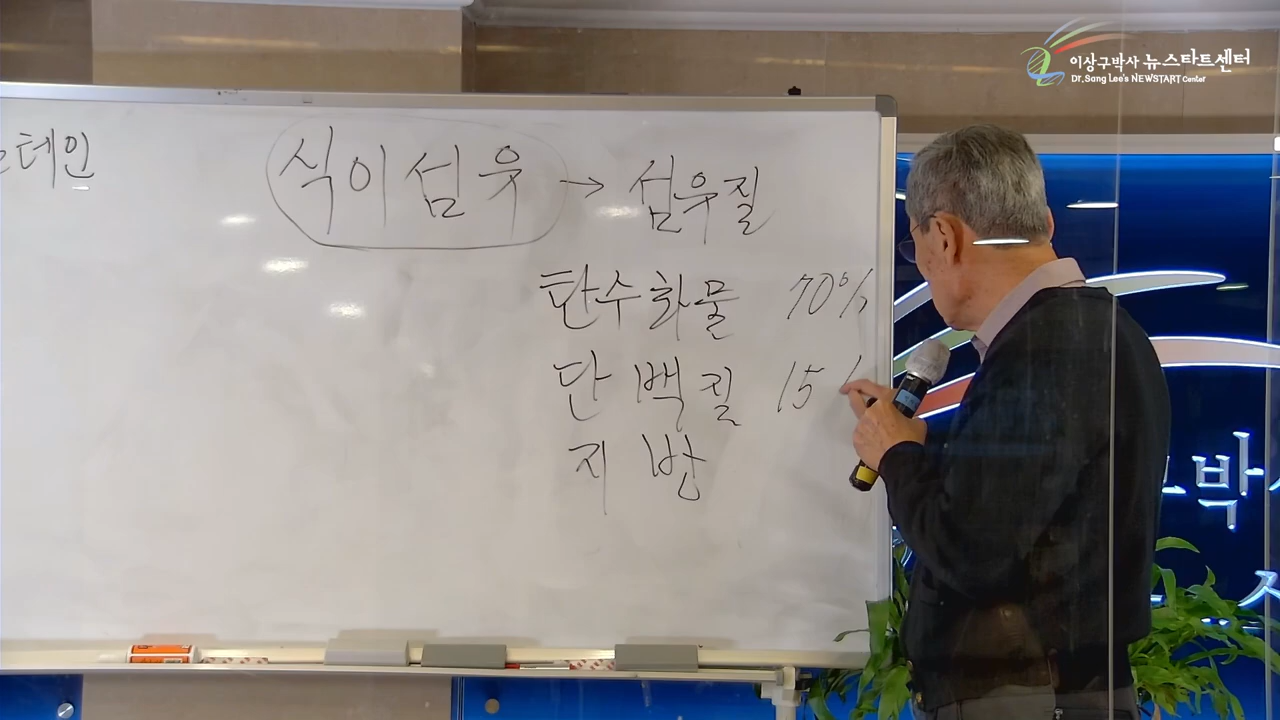 이상구박사 뉴스타트센터
Dr. Sang Lee's NEWSTART Center
테인
식이섬유 → 섬유질
탄수화물 70%
단백질 15%
지방
박